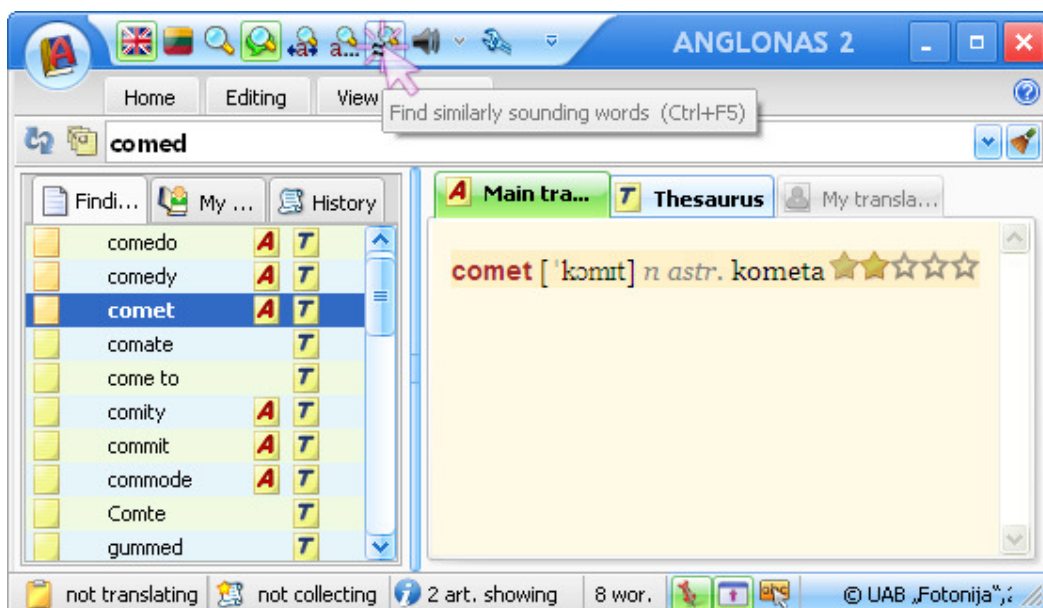 ANGLONAS 2
Home Editing View
Find similarly sounding words (Ctrl+F5)
comed
Findi... My ... History
Main tra... Thesaurus My transla...
comedo A T
comedy A T
comet A T
comate T
come to T
comity A T
commit A T
commode A T
Comte T
gummed T
comet [ ˈkɔmɪt] n astr. kometa
not translating not collecting 2 art. showing 8 wor. © UAB „Fotonija“,